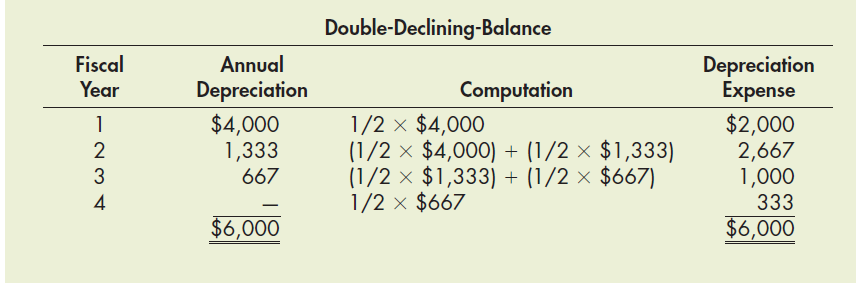 Double-Declining-Balance
Fiscal Year Annual Depreciation Computation Depreciation Expense
1 $4,000 1/2 × $4,000 $2,000
2 1,333 (1/2 × $4,000) + (1/2 × $1,333) 2,667
3 667 (1/2 × $1,333) + (1/2 × $667) 1,000
4 — 1/2 × $667 333
$6,000 $6,000